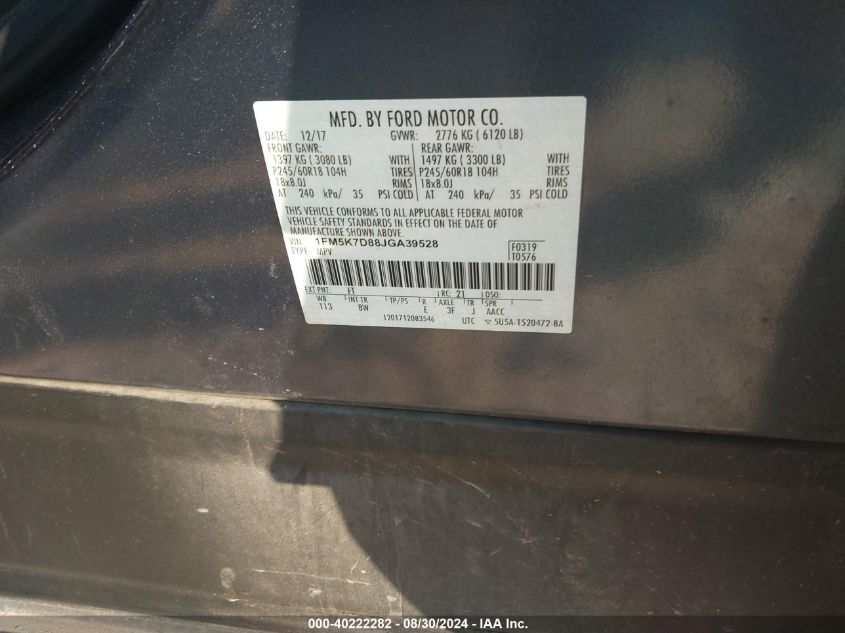 MFD. BY FORD MOTOR CO.
DATE: 12/17 GVWR: 2776 KG ( 6120 LB)
FRONT GAWR: REAR GAWR:
1397 KG ( 3080 LB) WITH 1497 KG ( 3300 LB) WITH
P245/60R18 104H TIRES P245/60R18 104H TIRES
18x8.0J RIMS 18x8.0J RIMS
AT 240 kPa/ 35 PSI COLD AT 240 kPa/ 35 PSI COLD
THIS VEHICLE CONFORMS TO ALL APPLICABLE FEDERAL MOTOR
VEHICLE SAFETY STANDARDS IN EFFECT ON THE DATE OF
MANUFACTURE SHOWN ABOVE.
VIN: 1FM5K7D88JGA39528 F0319
TYPE: MPV T0576
EXT PNT: FT RC: 21 DSO:
WB INT TR TP/PS R AXLE TR SPR
113 BW E 3F J AACC
1201712083546 UTC ▽ 5U5A-1520472-BA
000-40222282 - 08/30/2024 - IAA Inc.